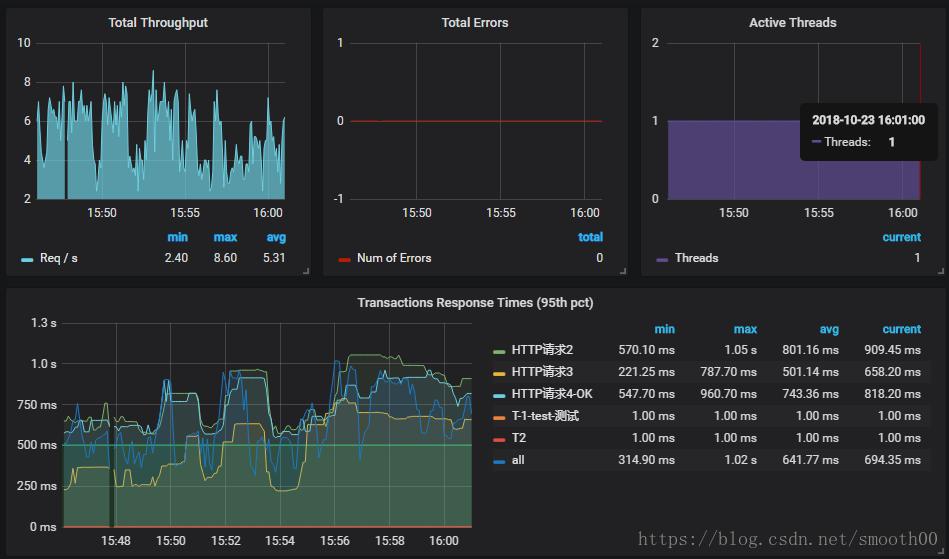 Total Throughput
10
8
6
4
2
15:50 15:55 16:00
min max avg
Req / s 2.40 8.60 5.31
Total Errors
1
0
-1
15:50 15:55 16:00
total
Num of Errors 0
Active Threads
2
1
0
2018-10-23 16:01:00
Threads: 1
15:50 15:55 16:00
current
Threads 1
Transactions Response Times (95th pct)
1.3 s
1.0 s
750 ms
500 ms
250 ms
0 ms
15:48 15:50 15:52 15:54 15:56 15:58 16:00
min max avg current
HTTP请求2 570.10 ms 1.05 s 801.16 ms 909.45 ms
HTTP请求3 221.25 ms 787.70 ms 501.14 ms 658.20 ms
HTTP请求4-OK 547.70 ms 960.70 ms 743.36 ms 818.20 ms
T-1-test-测试 1.00 ms 1.00 ms 1.00 ms 1.00 ms
T2 1.00 ms 1.00 ms 1.00 ms 1.00 ms
all 314.90 ms 1.02 s 641.77 ms 694.35 ms
https://blog.csdn.net/smooth00